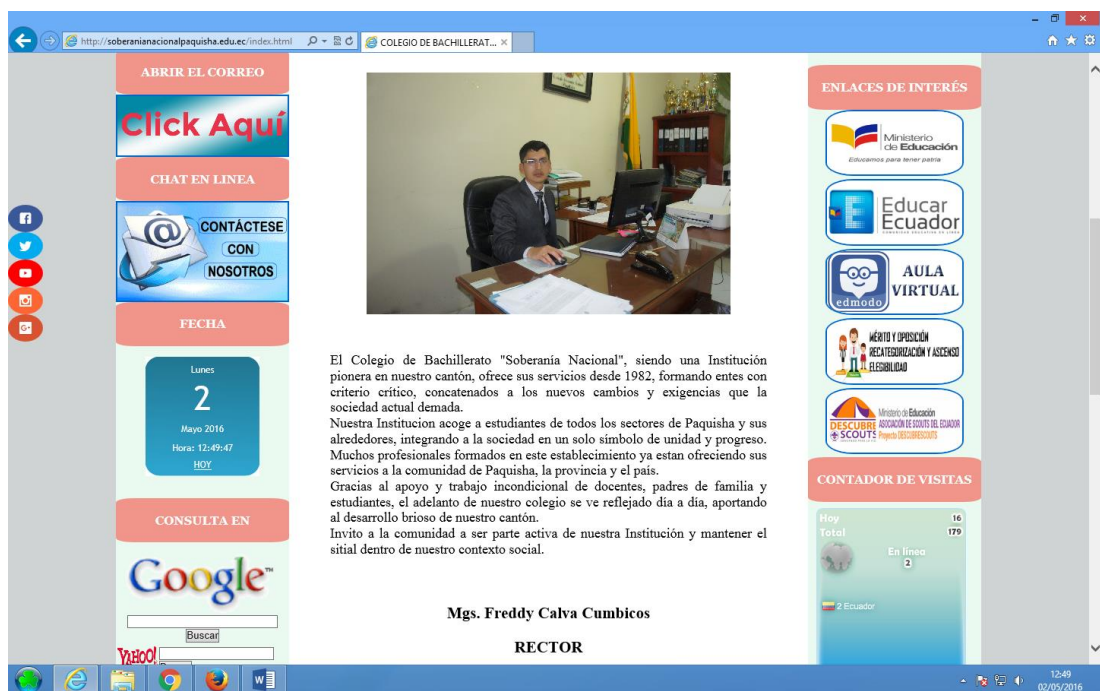 http://soberanianacionalpaquisha.edu.ec/index.html
COLEGIO DE BACHILLERAT...
ABRIR EL CORREO
Click Aquí
CHAT EN LINEA
CONTÁCTESE
CON
NOSOTROS
FECHA
Lunes
2
Mayo 2016
Hora: 12:49:47
HOY
CONSULTA EN
Google™
Buscar
YAHOO!
El Colegio de Bachillerato "Soberanía Nacional", siendo una Institución
pionera en nuestro cantón, ofrece sus servicios desde 1982, formando entes con
criterio crítico, concatenados a los nuevos cambios y exigencias que la
sociedad actual demada.
Nuestra Institucion acoge a estudiantes de todos los sectores de Paquisha y sus
alrededores, integrando a la sociedad en un solo símbolo de unidad y progreso.
Muchos profesionales formados en este establecimiento ya estan ofreciendo sus
servicios a la comunidad de Paquisha, la provincia y el país.
Gracias al apoyo y trabajo incondicional de docentes, padres de familia y
estudiantes, el adelanto de nuestro colegio se ve reflejado día a día, aportando
al desarrollo brioso de nuestro cantón.
Invito a la comunidad a ser parte activa de nuestra Institución y mantener el
sitial dentro de nuestro contexto social.
Mgs. Freddy Calva Cumbicos
RECTOR
ENLACES DE INTERÉS
Ministerio
de Educación
Educamos para tener patria
Educar
Ecuador
COMUNIDAD EDUCATIVA EN LÍNEA
AULA
VIRTUAL
edmodo
MÉRITO Y OPOSICIÓN
RECATEGORIZACIÓN Y ASCENSO
ELEGIBILIDAD
Ministerio de Educación
DESCUBRE ASOCIACIÓN DE SCOUTS DEL ECUADOR
SCOUTS Proyecto DESCUBRESCOUTS
CONTADOR DE VISITAS
Hoy 16
Total 179
En línea
2
2 Ecuador
12:49
02/05/2016